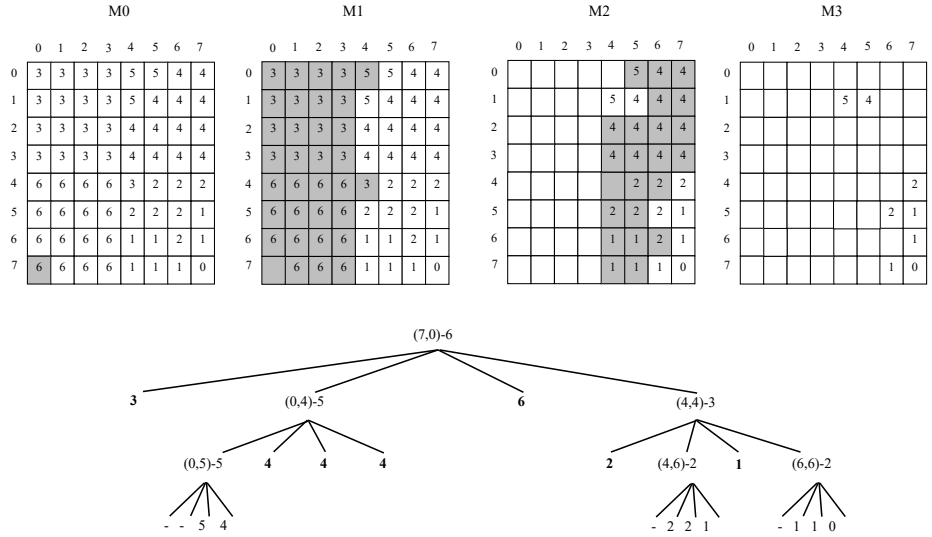 M0 M1 M2 M3
0 1 2 3 4 5 6 7 0 1 2 3 4 5 6 7 0 1 2 3 4 5 6 7 0 1 2 3 4 5 6 7
0 3 3 3 3 5 5 4 4 0 3 3 3 3 5 5 4 4 0 5 4 4 0
1 3 3 3 3 5 4 4 4 1 3 3 3 3 5 4 4 4 1 5 4 4 4 1 5 4
2 3 3 3 3 4 4 4 4 2 3 3 3 3 4 4 4 4 2 4 4 4 4 2
3 3 3 3 3 4 4 4 4 3 3 3 3 3 4 4 4 4 3 4 4 4 4 3
4 6 6 6 6 3 2 2 2 4 6 6 6 6 3 2 2 2 4 2 2 2 4 2
5 6 6 6 6 2 2 2 1 5 6 6 6 6 2 2 2 1 5 2 2 2 1 5 2 1
6 6 6 6 6 1 1 2 1 6 6 6 6 6 1 1 2 1 6 1 1 2 1 6 1
7 6 6 6 6 1 1 1 0 7 6 6 6 1 1 1 0 7 1 1 1 0 7 1 0
(7,0)-6
3 (0,4)-5 6 (4,4)-3
(0,5)-5 4 4 4 2 (4,6)-2 1 (6,6)-2
- - 5 4 - 2 2 1 - 1 1 0